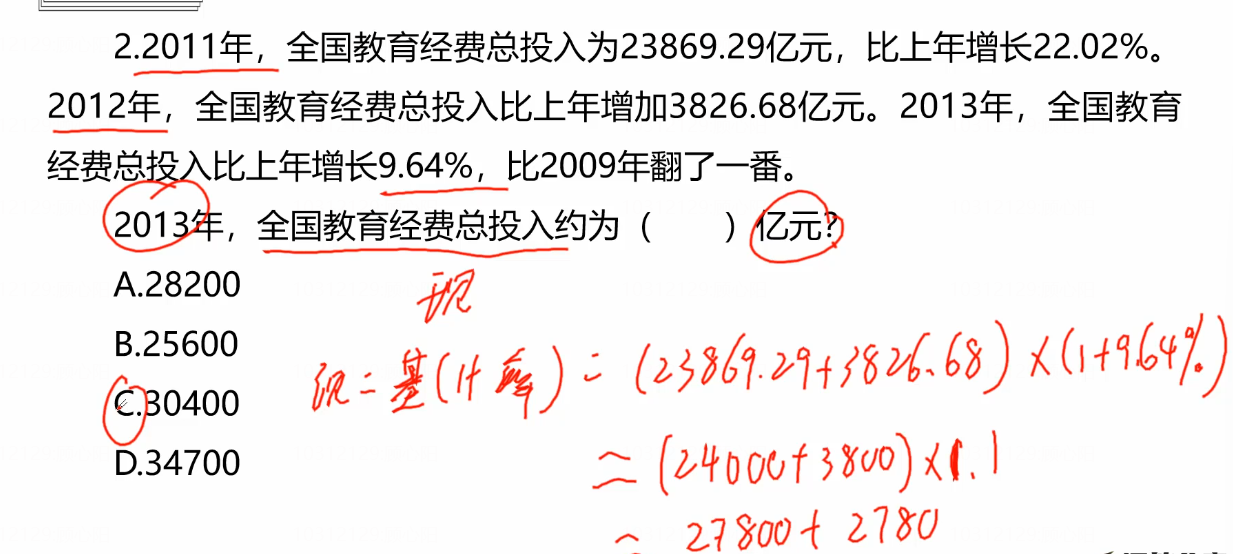 2.2011年，全国教育经费总投入为23869.29亿元，比上年增长22.02%。
2012年，全国教育经费总投入比上年增加3826.68亿元。2013年，全国教育
经费总投入比上年增长9.64%，比2009年翻了一番。
2013年，全国教育经费总投入约为（ ）亿元?
A.28200
现
B.25600
现=基(1+率)=(23869.29+3826.68)×(1+9.64%)
C.30400
≈(24000+3800)×1.1
D.34700
27800+2780